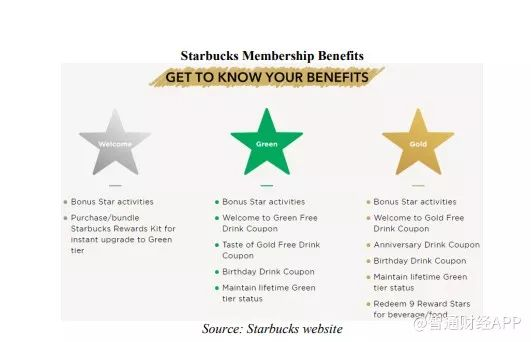 Starbucks Membership Benefits
GET TO KNOW YOUR BENEFITS
Welcome
Bonus Star activities
Purchase/bundle
Starbucks Rewards Kit for
instant upgrade to Green
tier
Green
Bonus Star activities
Welcome to Green Free
Drink Coupon
Taste of Gold Free Drink
Coupon
Birthday Drink Coupon
Maintain lifetime Green
tier status
Gold
Bonus Star activities
Welcome to Gold Free
Drink Coupon
Anniversary Drink Coupon
Birthday Drink Coupon
Maintain lifetime Green
tier status
Redeem 9 Reward Stars
for beverage/food
Source: Starbucks website
@智通财经APP